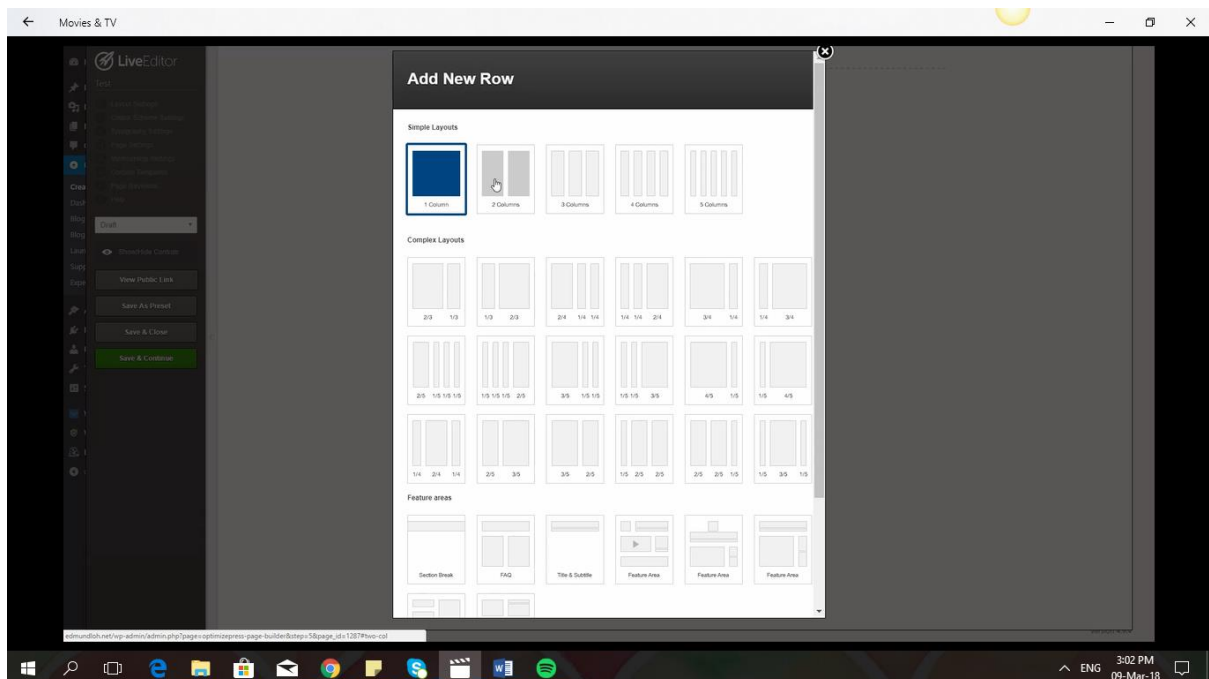 Movies & TV
LiveEditor
Test
Draft
View Public Link
Save As Preset
Save & Close
Save & Continue
Add New Row
Simple Layouts
1 Column 2 Columns 3 Columns 4 Columns 5 Columns
Complex Layouts
2/3 1/3 1/3 2/3 2/4 1/4 1/4 1/4 1/4 2/4 3/4 1/4 1/4 3/4
2/5 1/5 1/5 1/5 1/5 1/5 1/5 2/5 3/5 1/5 1/5 1/5 1/5 3/5 4/5 1/5 1/5 4/5
1/4 2/4 1/4 2/5 3/5 3/5 2/5 1/5 2/5 2/5 2/5 2/5 1/5 1/5 3/5 1/5
Feature areas
Section Break FAQ Title & Subtitle Feature Area Feature Area Feature Area
edmundloh.net/wp-admin/admin.php?page=optimizepress-page-builder&step=5&page_id=1287#two-col
ENG
3:02 PM
09-Mar-18